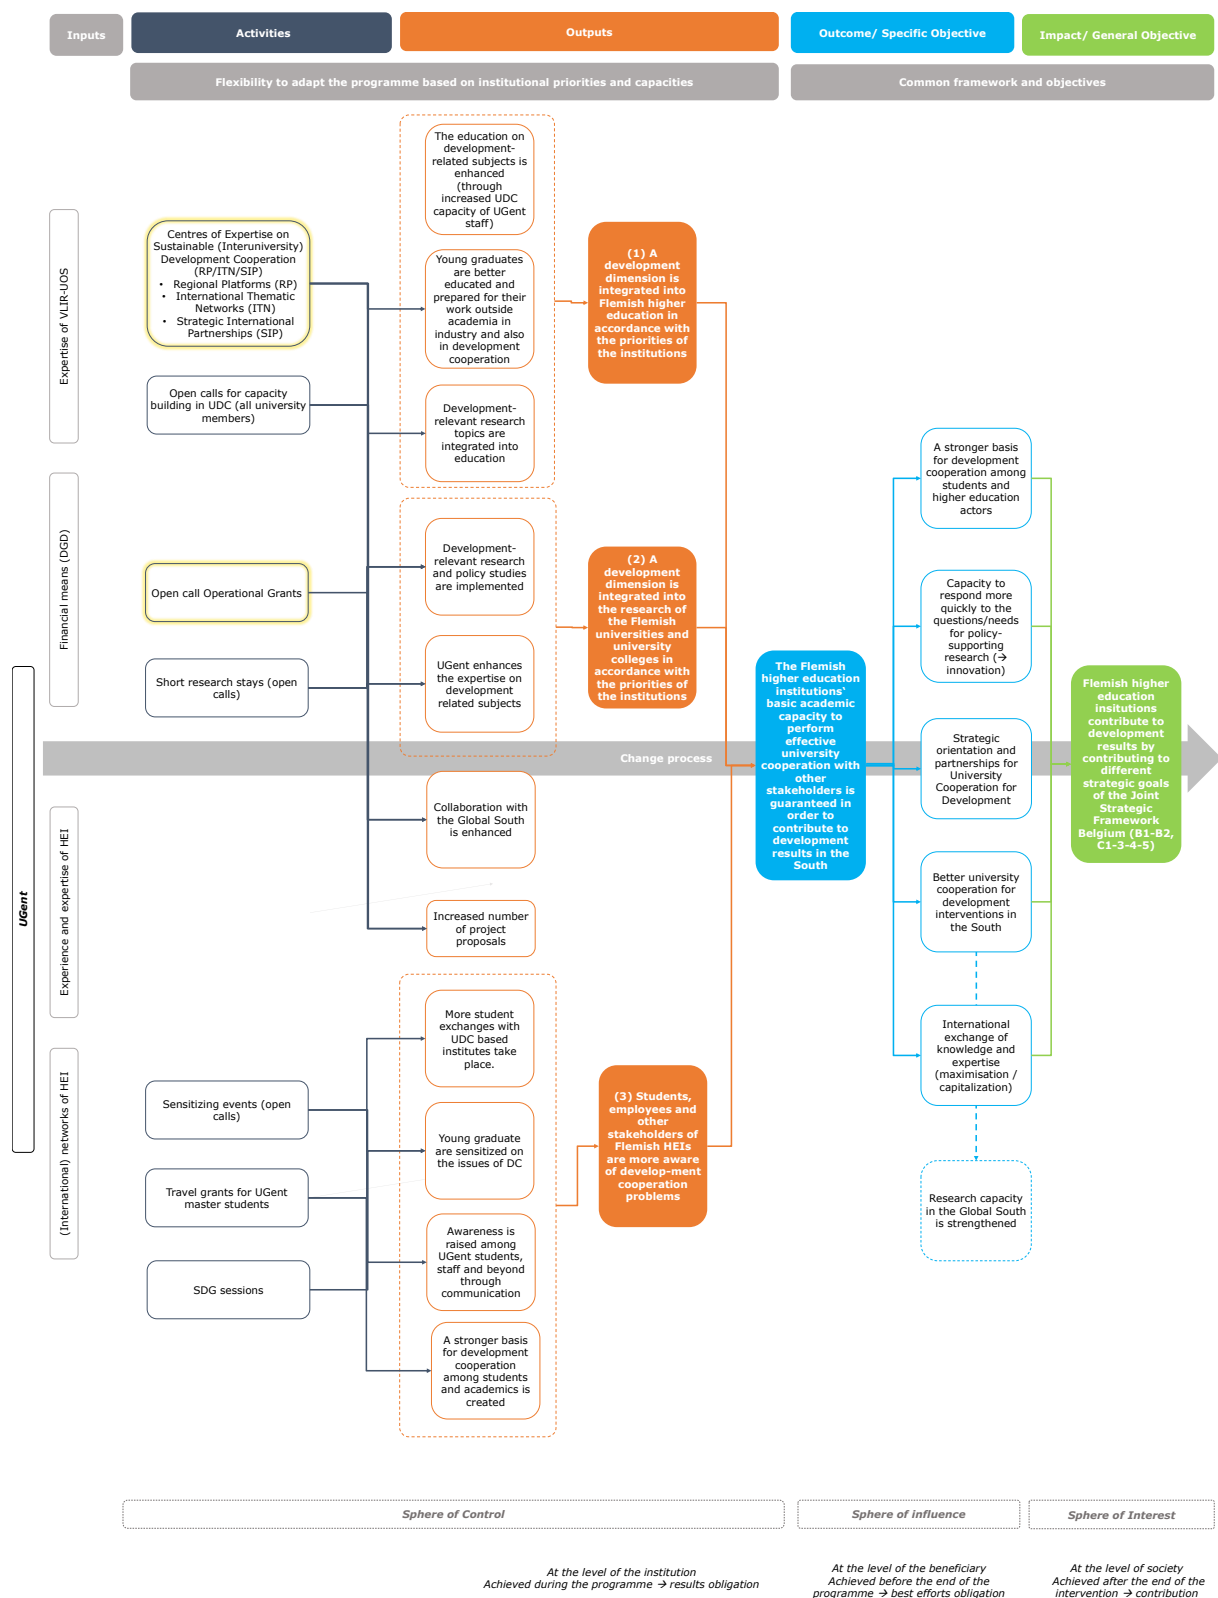 Inputs
Activities
Outputs
Outcome/ Specific Objective
Impact/ General Objective
Flexibility to adapt the programme based on institutional priorities and capacities
Common framework and objectives
UGent
Expertise of VLIR-UOS
Financial means (DGD)
Experience and expertise of HEI
(International) networks of HEI
Centres of Expertise on
Sustainable (Interuniversity)
Development Cooperation
(RP/ITN/SIP)
• Regional Platforms (RP)
• International Thematic
Networks (ITN)
• Strategic International
Partnerships (SIP)
Open calls for capacity
building in UDC (all university
members)
Open call Operational Grants
Short research stays (open
calls)
Sensitizing events (open
calls)
Travel grants for UGent
master students
SDG sessions
The education on
development-
related subjects is
enhanced
(through
increased UDC
capacity of UGent
staff)
Young graduates
are better
educated and
prepared for their
work outside
academia in
industry and also
in development
cooperation
Development-
relevant research
topics are
integrated into
education
Development-
relevant research
and policy studies
are implemented
UGent enhances
the expertise on
development
related subjects
Change process
Collaboration with
the Global South
is enhanced
Increased number
of project
proposals
More student
exchanges with
UDC based
institutes take
place.
Young graduate
are sensitized on
the issues of DC
Awareness is
raised among
UGent students,
staff and beyond
through
communication
A stronger basis
for development
cooperation
among students
and academics is
created
(1) A
development
dimension is
integrated into
Flemish higher
education in
accordance with
the priorities of
the institutions
(2) A
development
dimension is
integrated into
the research of
the Flemish
universities and
university
colleges in
accordance with
the priorities of
the institutions
(3) Students,
employees and
other
stakeholders of
Flemish HEIs
are more aware
of develop-ment
cooperation
problems
The Flemish
higher education
institutions'
basic academic
capacity to
perform
effective
university
cooperation with
other
stakeholders is
guaranteed in
order to
contribute to
development
results in the
South
A stronger basis
for development
cooperation among
students and
higher education
actors
Capacity to
respond more
quickly to the
questions/needs
for policy-
supporting
research (→
innovation)
Strategic
orientation and
partnerships for
University
Cooperation for
Development
Better university
cooperation for
development
interventions in
the South
International
exchange of
knowledge and
expertise
(maximisation /
capitalization)
Research capacity
in the Global South
is strengthened
Flemish higher
education
insitutions
contribute to
development
results by
contributing to
different
strategic goals
of the Joint
Strategic
Framework
Belgium (B1-B2,
C1-3-4-5)
Sphere of Control
Sphere of influence
Sphere of Interest
At the level of the institution
Achieved during the programme → results obligation
At the level of the beneficiary
Achieved before the end of the
programme → best efforts obligation
At the level of society
Achieved after the end of the
intervention → contribution